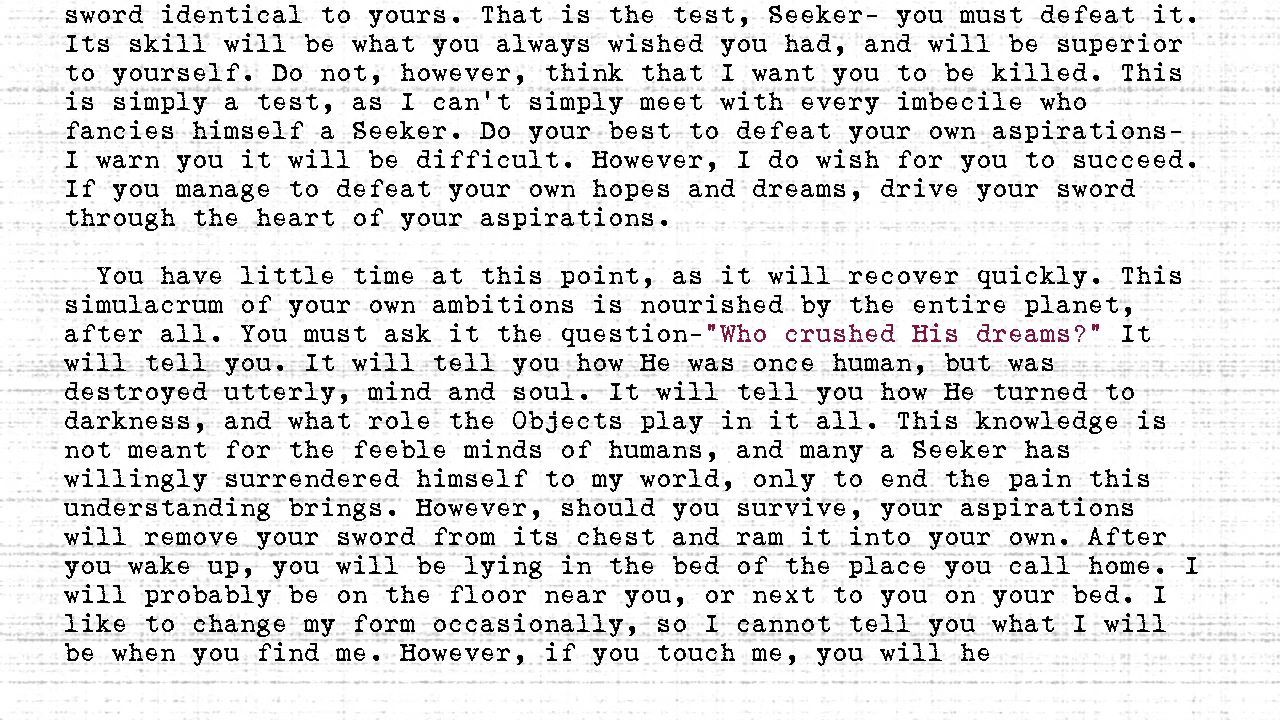 sword identical to yours. That is the test, Seeker- you must defeat it.
Its skill will be what you always wished you had, and will be superior
to yourself. Do not, however, think that I want you to be killed. This
is simply a test, as I can't simply meet with every imbecile who
fancies himself a Seeker. Do your best to defeat your own aspirations-
I warn you it will be difficult. However, I do wish for you to succeed.
If you manage to defeat your own hopes and dreams, drive your sword
through the heart of your aspirations.
You have little time at this point, as it will recover quickly. This
simulacrum of your own ambitions is nourished by the entire planet,
after all. You must ask it the question-"Who crushed His dreams?" It
will tell you. It will tell you how He was once human, but was
destroyed utterly, mind and soul. It will tell you how He turned to
darkness, and what role the Objects play in it all. This knowledge is
not meant for the feeble minds of humans, and many a Seeker has
willingly surrendered himself to my world, only to end the pain this
understanding brings. However, should you survive, your aspirations
will remove your sword from its chest and ram it into your own. After
you wake up, you will be lying in the bed of the place you call home. I
will probably be on the floor near you, or next to you on your bed. I
like to change my form occasionally, so I cannot tell you what I will
be when you find me. However, if you touch me, you will he